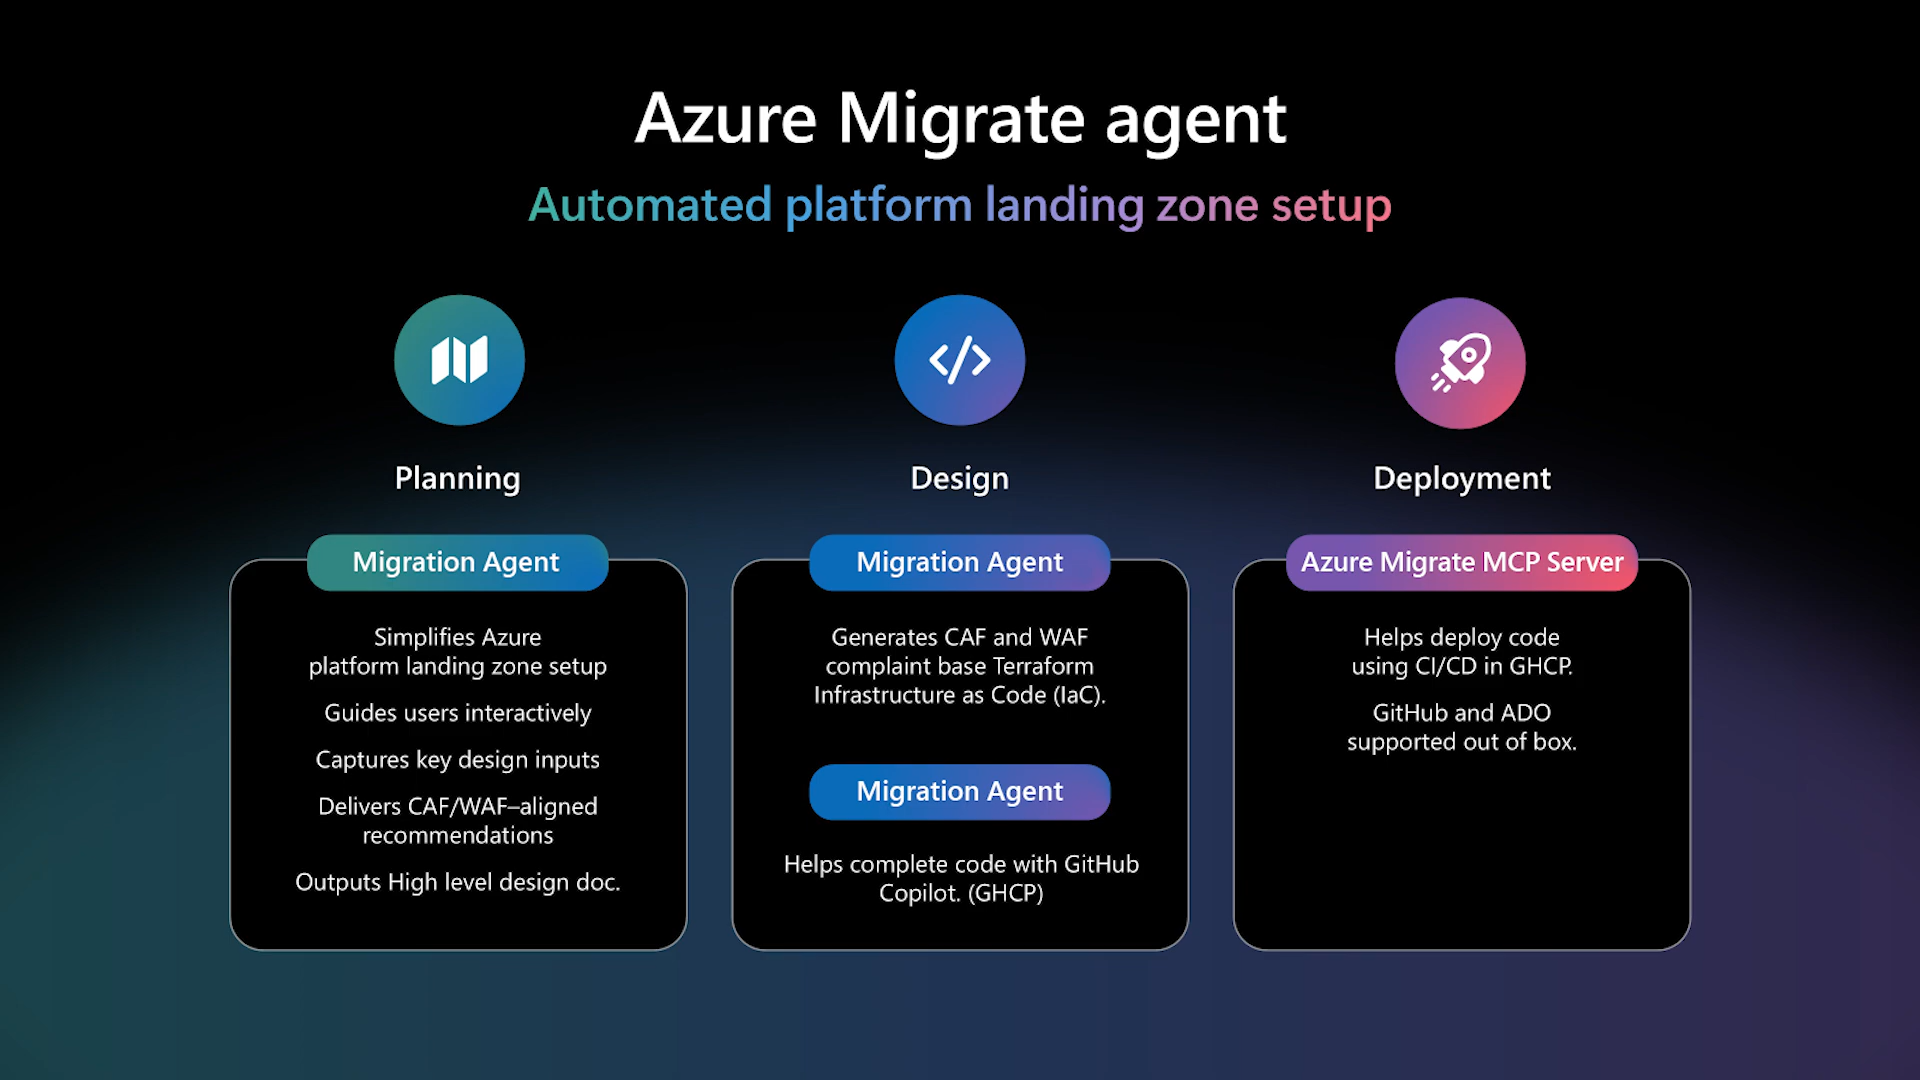 Azure Migrate agent
Automated platform landing zone setup
Planning
Migration Agent
Simplifies Azure
platform landing zone setup
Guides users interactively
Captures key design inputs
Delivers CAF/WAF–aligned
recommendations
Outputs High level design doc.
Design
Migration Agent
Generates CAF and WAF
complaint base Terraform
Infrastructure as Code (IaC).
Migration Agent
Helps complete code with GitHub
Copilot. (GHCP)
Deployment
Azure Migrate MCP Server
Helps deploy code
using CI/CD in GHCP.
GitHub and ADO
supported out of box.